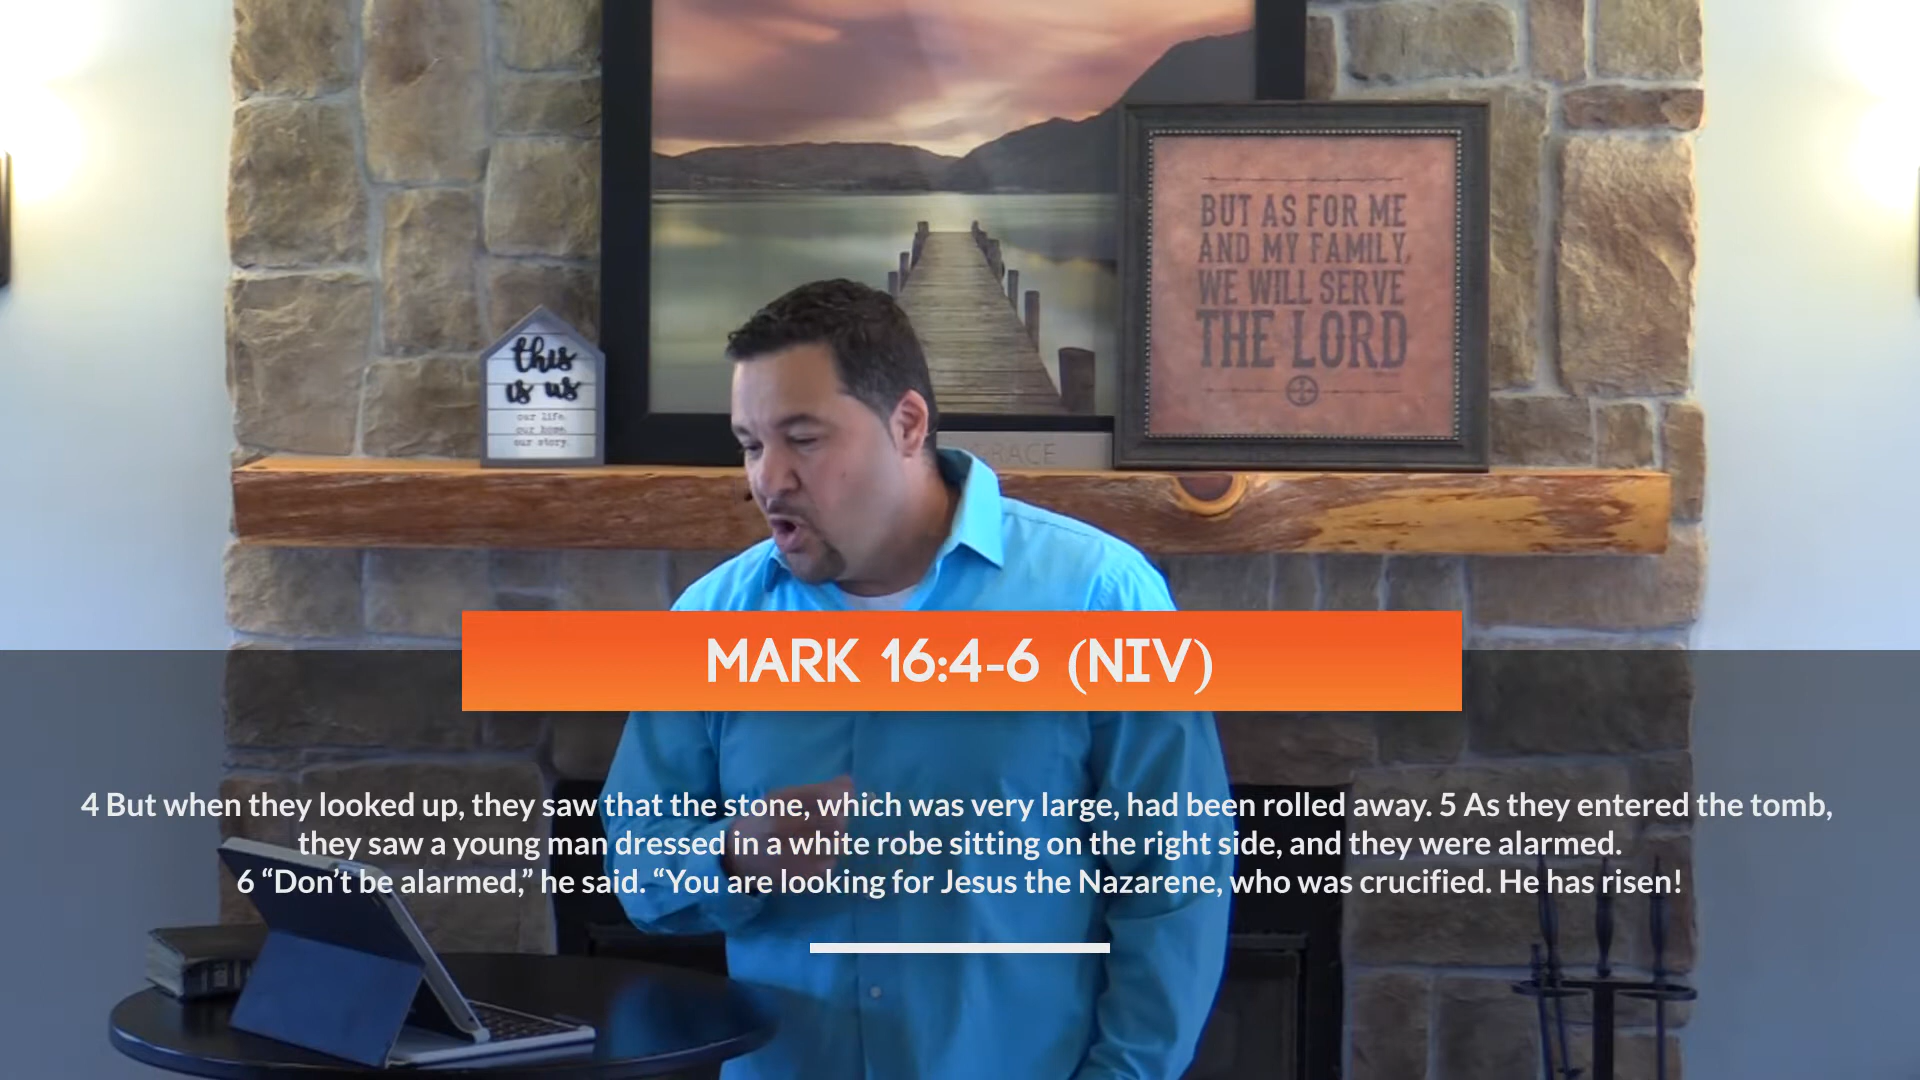 BUT AS FOR ME
AND MY FAMILY,
WE WILL SERVE
THE LORD
this
is us
our life.
our home.
our story.
MARK 16:4-6 (NIV)
4 But when they looked up, they saw that the stone, which was very large, had been rolled away. 5 As they entered the tomb,
they saw a young man dressed in a white robe sitting on the right side, and they were alarmed.
6 “Don’t be alarmed,” he said. “You are looking for Jesus the Nazarene, who was crucified. He has risen!